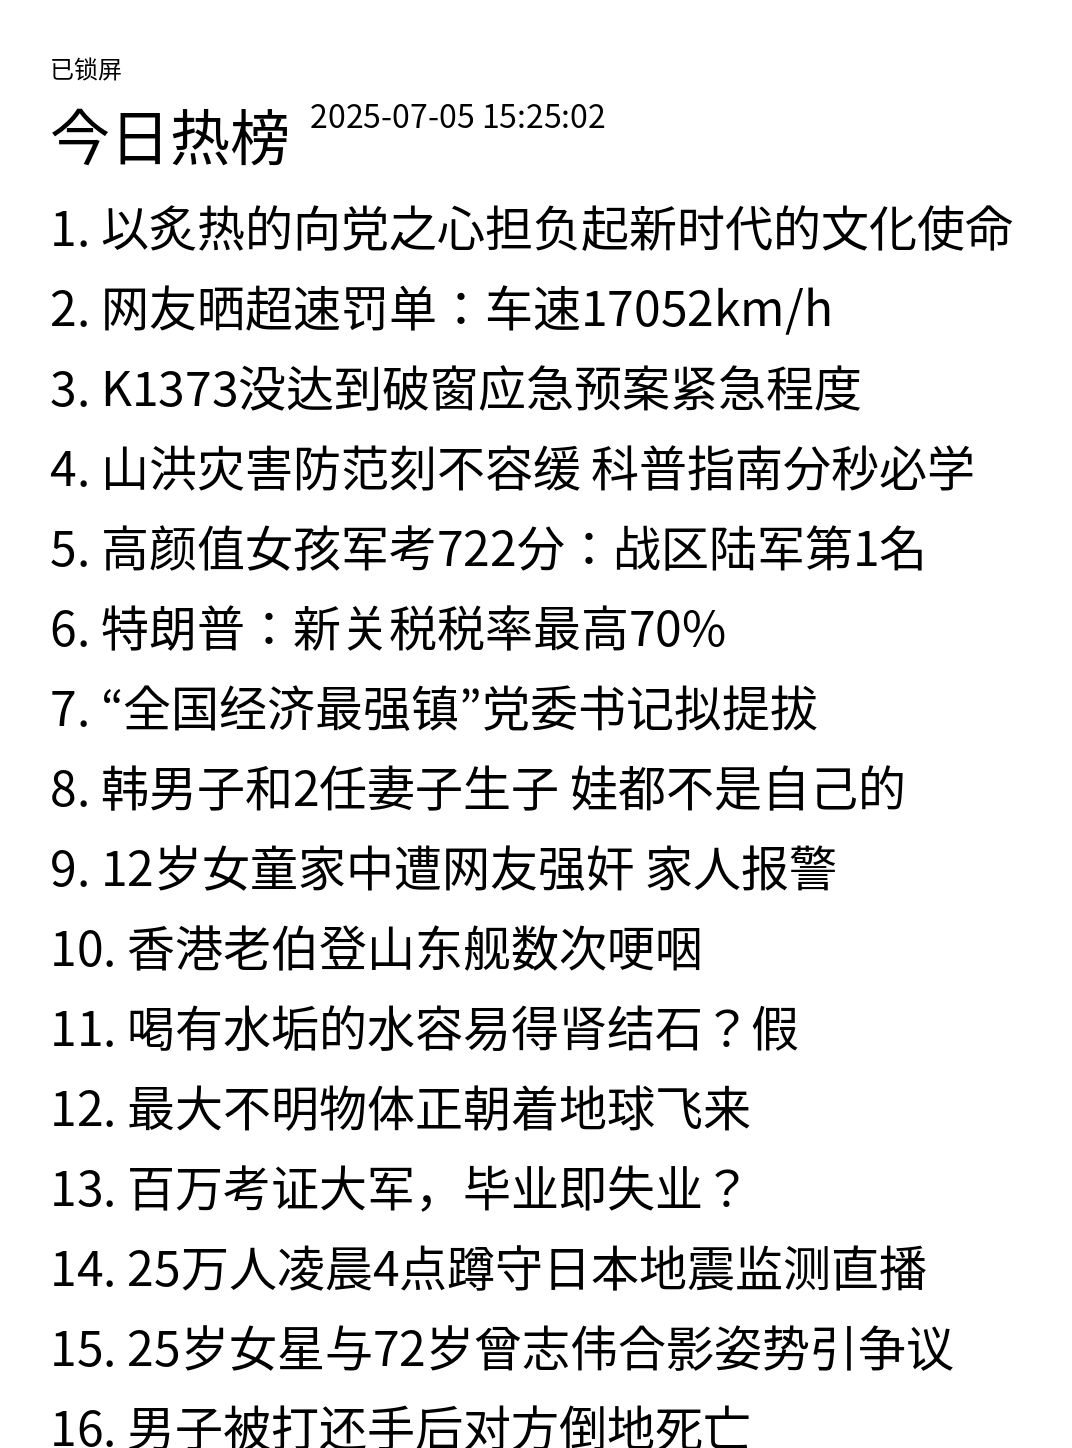 已锁屏
今日热榜 2025-07-05 15:25:02
1. 以炙热的向党之心担负起新时代的文化使命
2. 网友晒超速罚单：车速17052km/h
3. K1373没达到破窗应急预案紧急程度
4. 山洪灾害防范刻不容缓 科普指南分秒必学
5. 高颜值女孩军考722分：战区陆军第1名
6. 特朗普：新关税税率最高70%
7. “全国经济最强镇”党委书记拟提拔
8. 韩男子和2任妻子生子 娃都不是自己的
9. 12岁女童家中遭网友强奸 家人报警
10. 香港老伯登山东舰数次哽咽
11. 喝有水垢的水容易得肾结石？假
12. 最大不明物体正朝着地球飞来
13. 百万考证大军，毕业即失业？
14. 25万人凌晨4点蹲守日本地震监测直播
15. 25岁女星与72岁曾志伟合影姿势引争议
16. 男子被打还手后对方倒地死亡